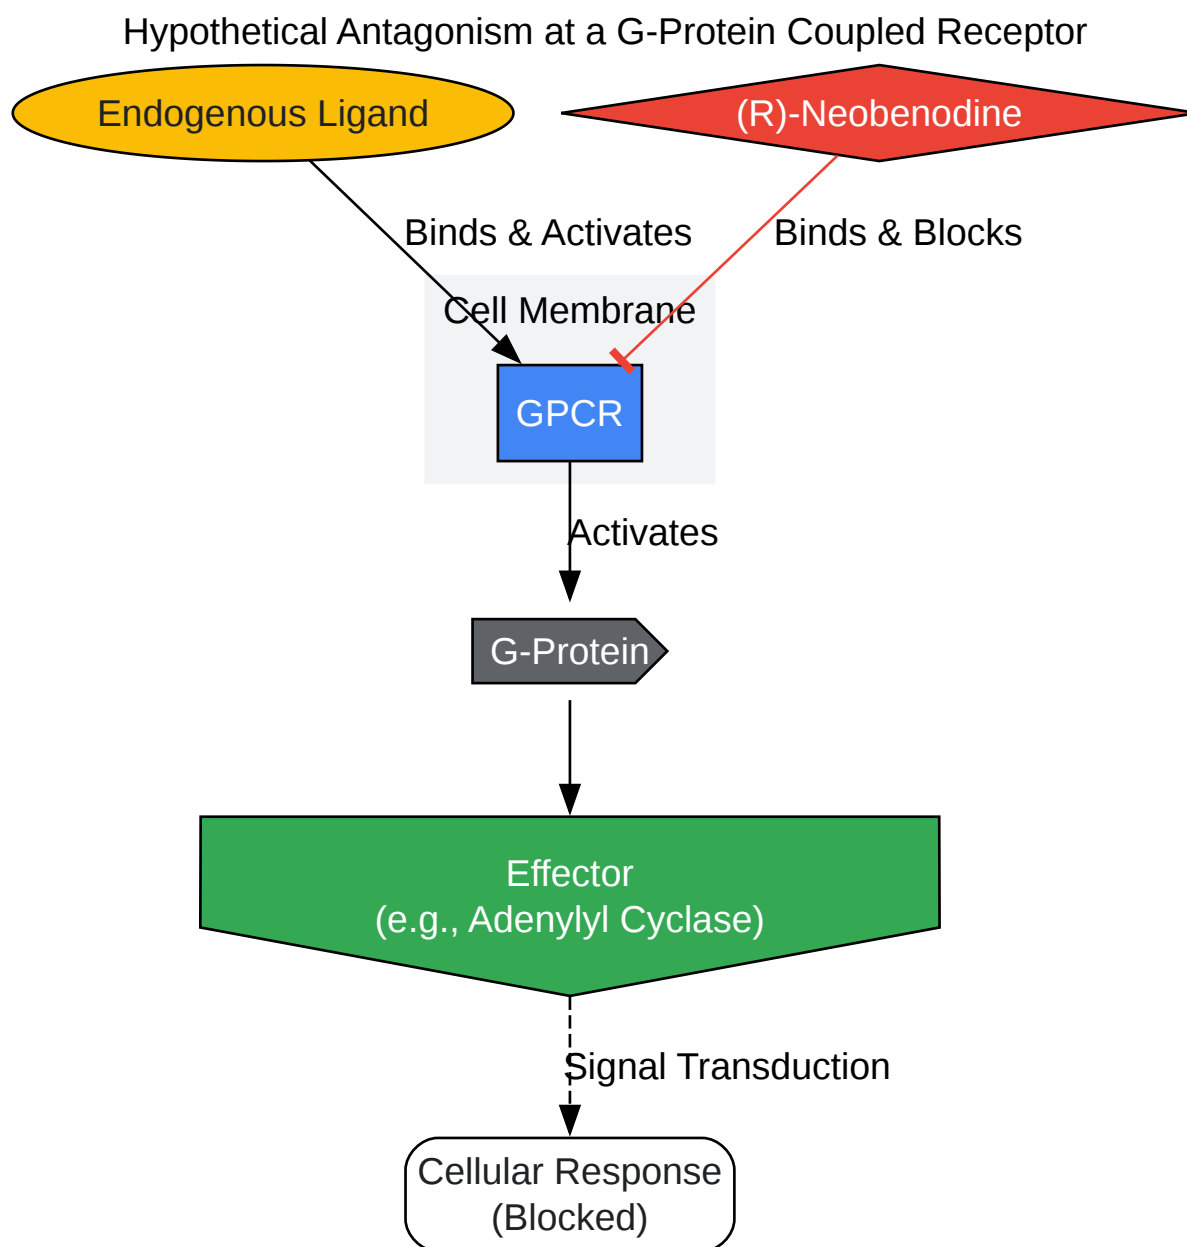 Hypothetical Antagonism at a G-Protein Coupled Receptor
Endogenous Ligand
(R)-Neobenodine
Binds & Activates
Binds & Blocks
Cell Membrane
GPCR
Activates
G-Protein
Effector
(e.g., Adenylyl Cyclase)
Signal Transduction
Cellular Response
(Blocked)